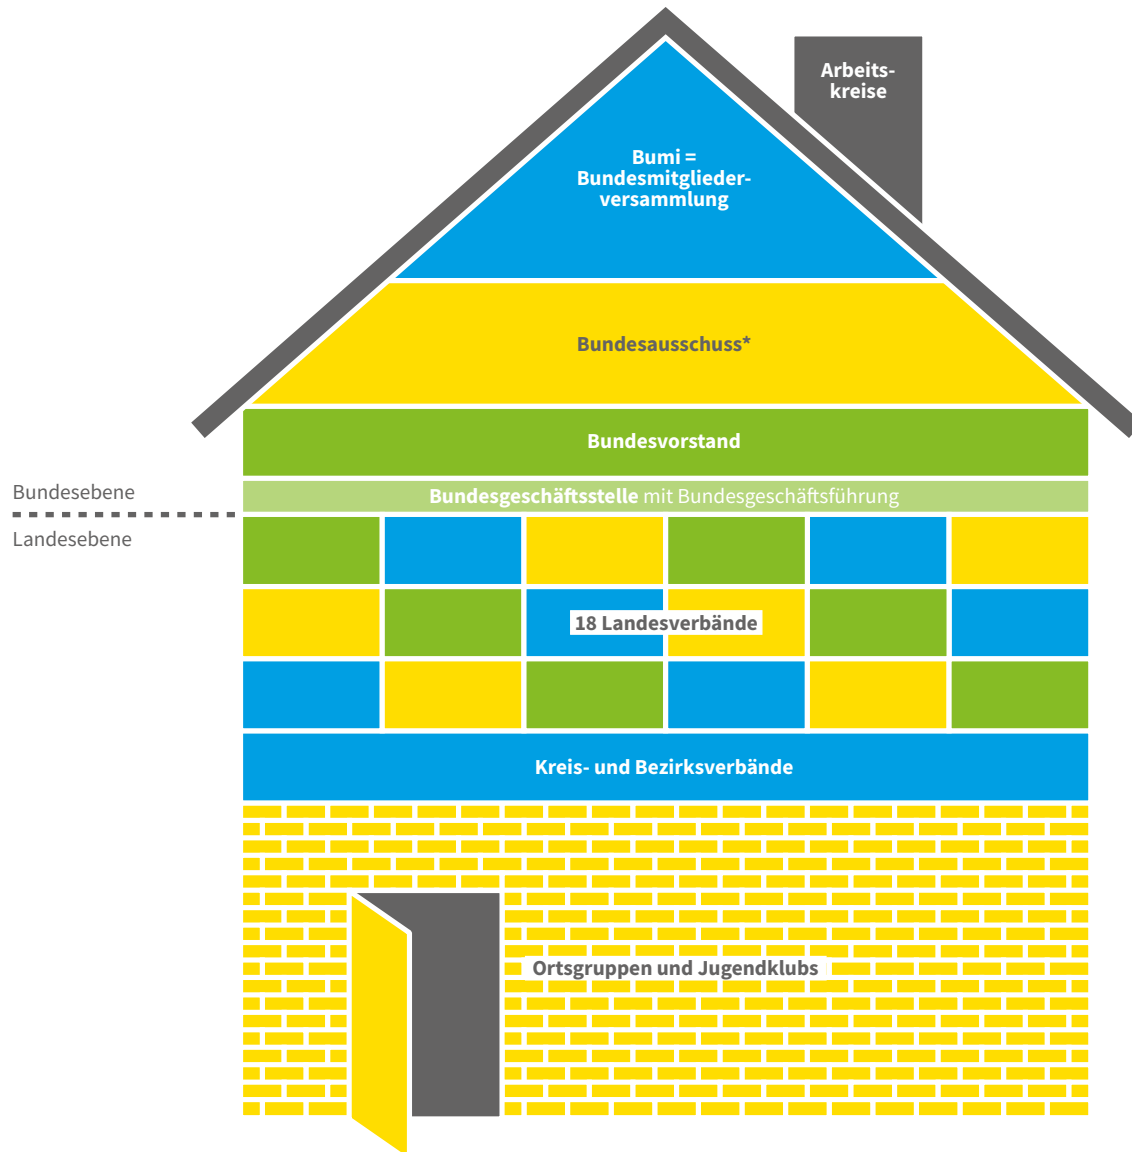 Arbeits-
kreise
Bumi =
Bundesmitglieder-
versammlung
Bundesausschuss*
Bundesvorstand
Bundesebene
Bundesgeschäftsstelle mit Bundesgeschäftsführung
Landesebene
18 Landesverbände
Kreis- und Bezirksverbände
Ortsgruppen und Jugendklubs